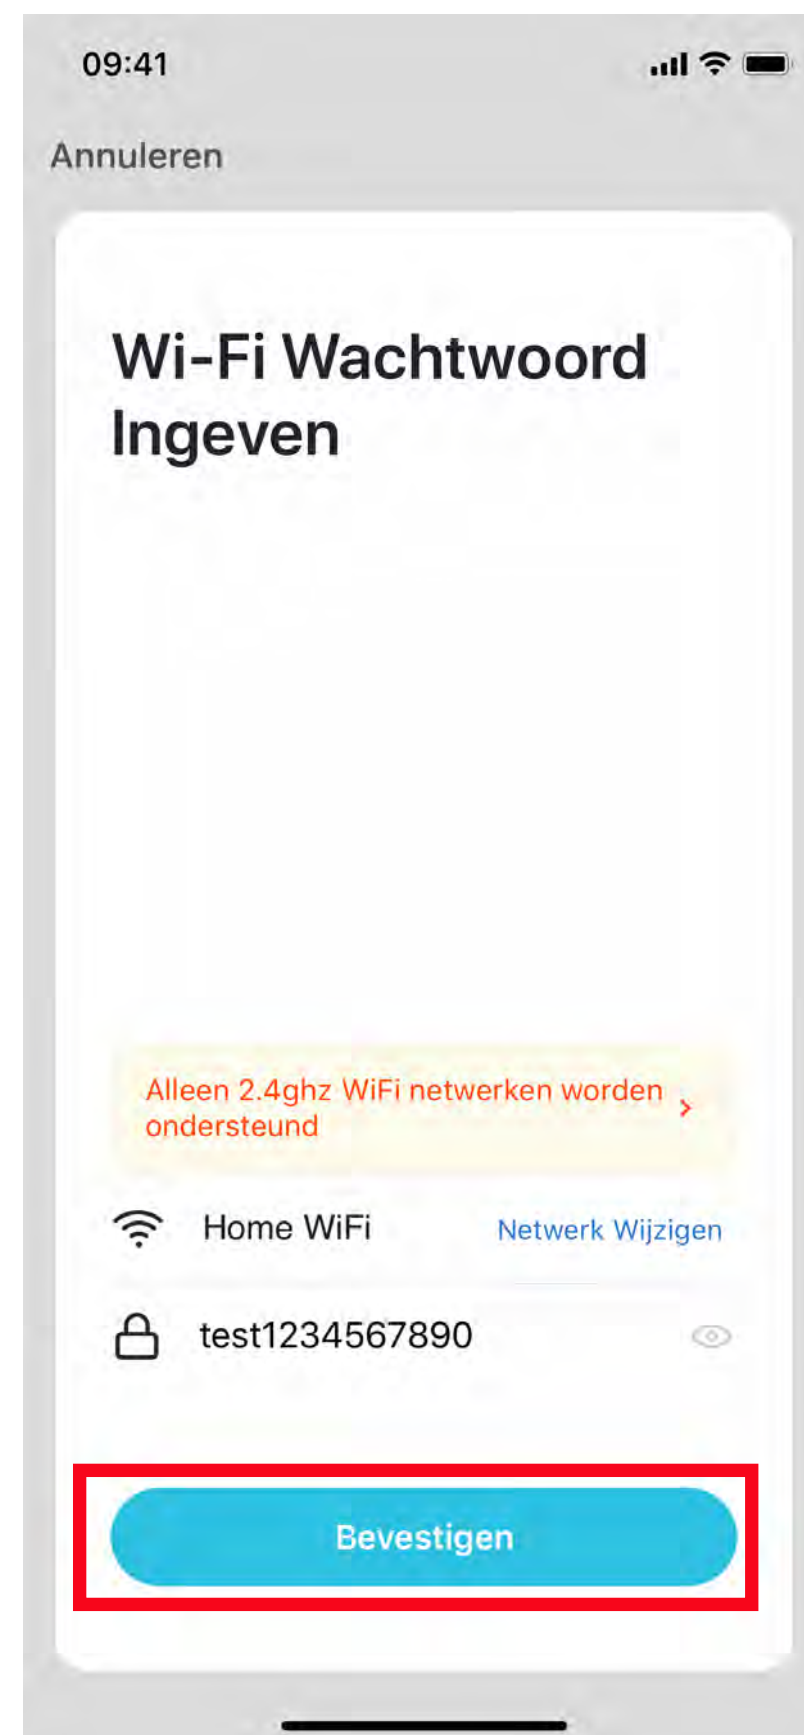 09:41
Annuleren
Wi-Fi Wachtwoord
Ingeven
Alleen 2.4ghz WiFi netwerken worden
ondersteund
Home WiFi Netwerk Wijzigen
test1234567890
Bevestigen